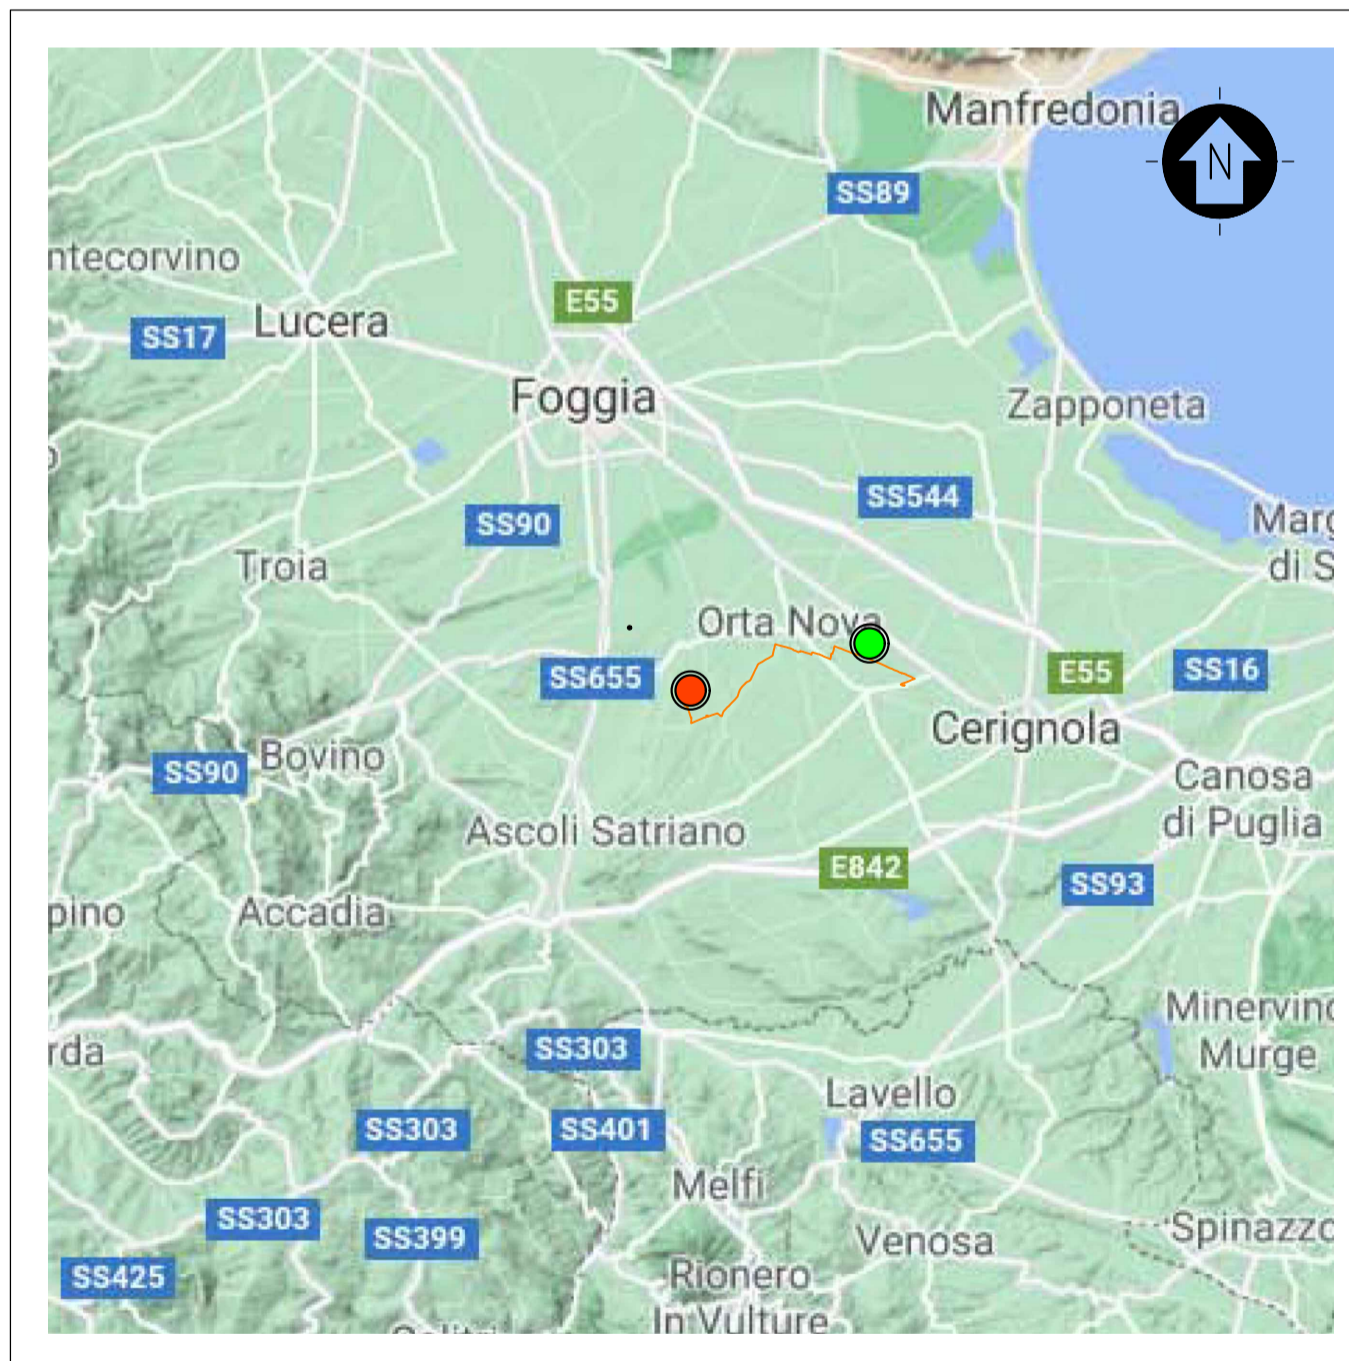 Manfredonia
N
SS89
ntecorvino
E55
Lucera
SS17
Foggia
Zapponeta
SS544
SS90
Marg
di S
Troia
Orta Nova
SS655
E55
SS16
Cerignola
Bovino
SS90
Canosa
di Puglia
Ascoli Satriano
E842
SS93
Accadia
pino
Minervino
Murge
rda
SS303
Lavello
SS303
SS401
SS655
Melfi
SS303
SS399
Venosa
Spinazzo
SS425
Rionero
In Vulture